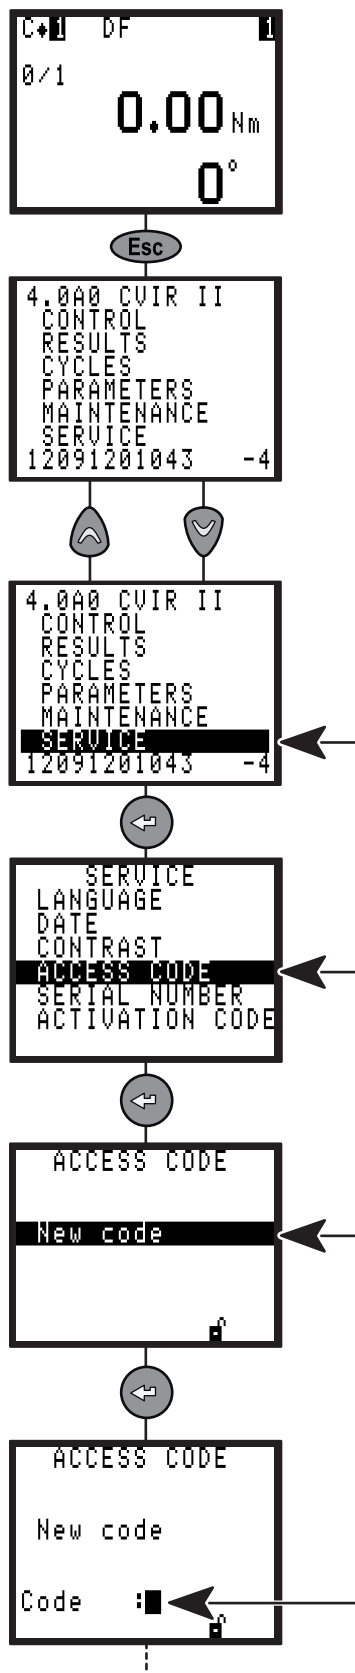 C♦1 DF 1
0/1
0.00 Nm
0°
Esc
4.0A0 CVIR II
CONTROL
RESULTS
CYCLES
PARAMETERS
MAINTENANCE
SERVICE
12091201043 -4
4.0A0 CVIR II
CONTROL
RESULTS
CYCLES
PARAMETERS
MAINTENANCE
SERVICE
12091201043 -4
SERVICE
LANGUAGE
DATE
CONTRAST
ACCESS CODE
SERIAL NUMBER
ACTIVATION CODE
ACCESS CODE
New code
ACCESS CODE
New code
Code :